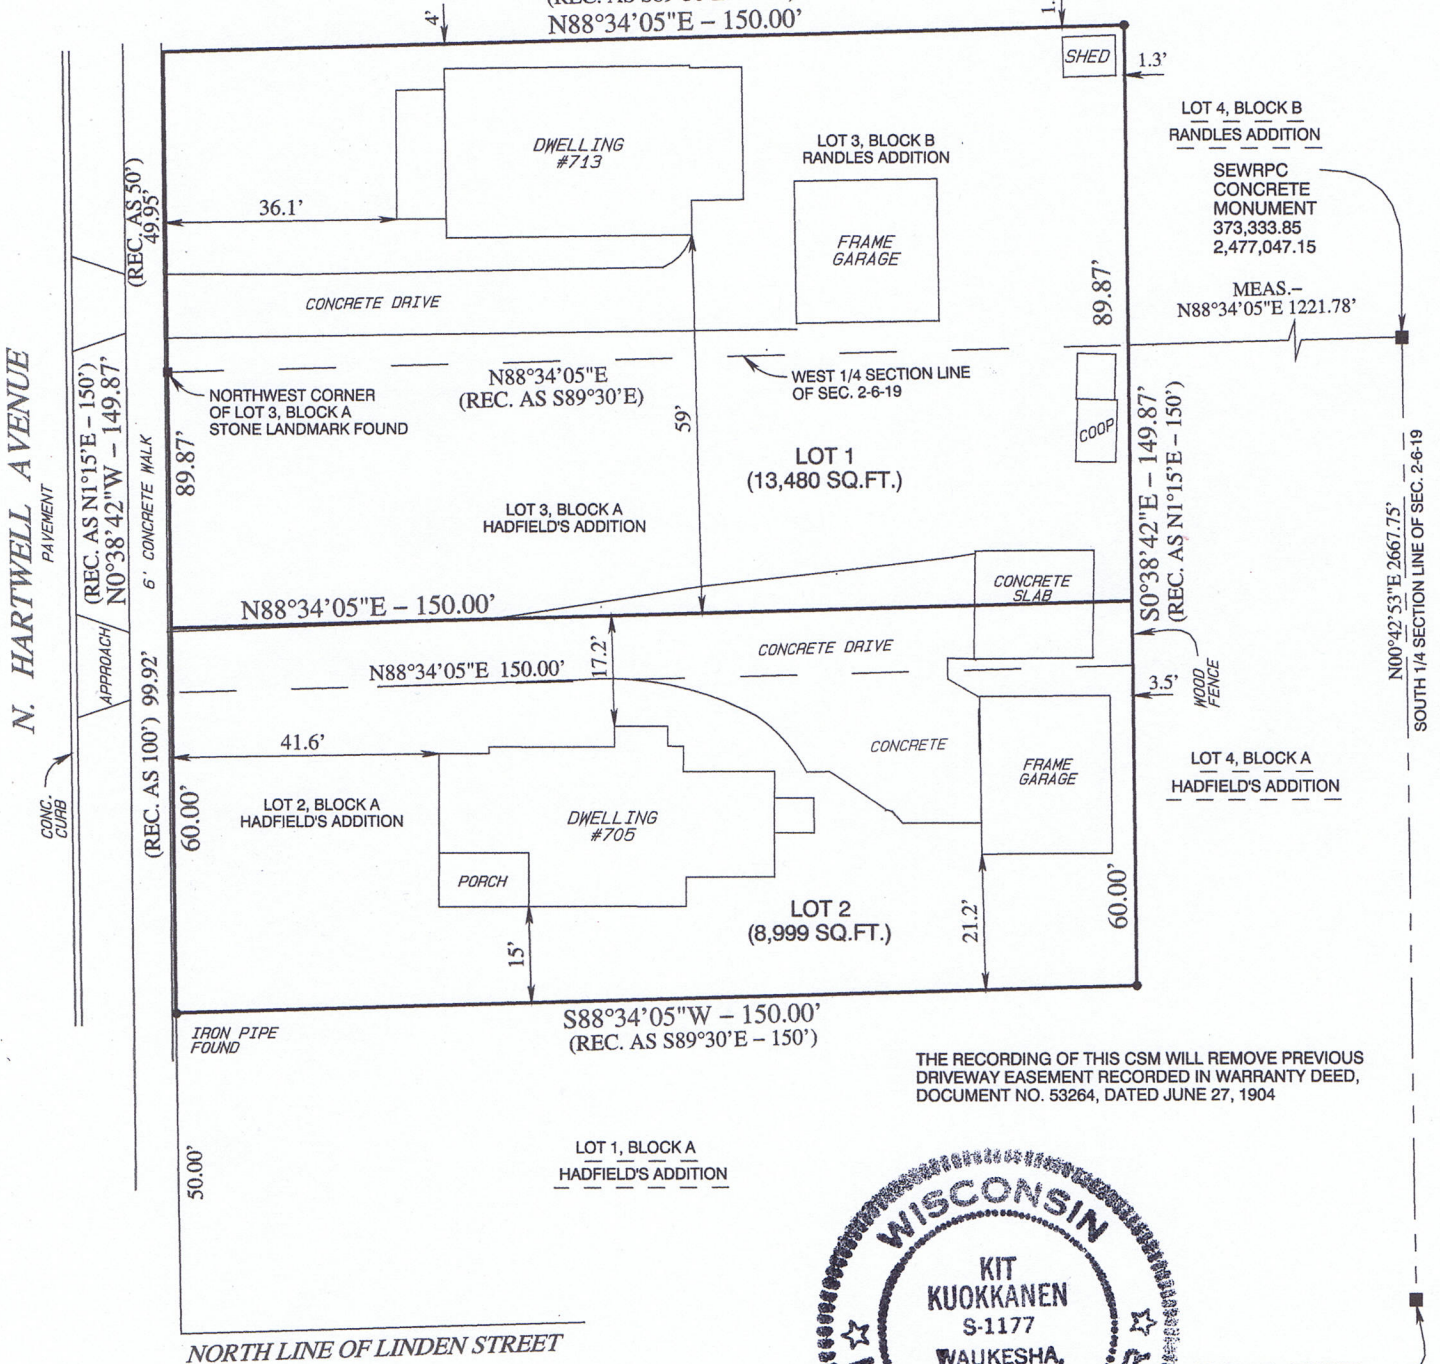 N88°34'05"E – 150.00'
4'
1.
SHED
1.3'
LOT 4, BLOCK B
RANDLES ADDITION
SEWRPC
CONCRETE
MONUMENT
373,333.85
2,477,047.15
DWELLING
#713
LOT 3, BLOCK B
RANDLES ADDITION
36.1'
(REC. AS 50')
49.95'
FRAME
GARAGE
CONCRETE DRIVE
89.87'
MEAS.–
N88°34'05"E 1221.78'
N88°34'05"E
(REC. AS S89°30'E)
WEST 1/4 SECTION LINE
OF SEC. 2-6-19
NORTHWEST CORNER
OF LOT 3, BLOCK A
STONE LANDMARK FOUND
N. HARTWELL AVENUE
PAVEMENT
(REC. AS N1°15'E – 150')
N0°38'42"W – 149.87'
6' CONCRETE WALK
89.87'
59'
COOP
LOT 1
(13,480 SQ.FT.)
LOT 3, BLOCK A
HADFIELD'S ADDITION
S0°38'42"E – 149.87'
(REC. AS N1°15'E – 150')
N00°42'53"E 2667.75'
SOUTH 1/4 SECTION LINE OF SEC. 2-6-19
CONCRETE
SLAB
N88°34'05"E – 150.00'
CONCRETE DRIVE
17.2'
N88°34'05"E 150.00'
APPROACH
(REC. AS 100') 99.92'
WOOD
FENCE
3.5'
41.6'
CONCRETE
FRAME
GARAGE
LOT 4, BLOCK A
HADFIELD'S ADDITION
CONC.
CURB
60.00'
LOT 2, BLOCK A
HADFIELD'S ADDITION
DWELLING
#705
PORCH
LOT 2
(8,999 SQ.FT.)
15'
21.2'
60.00'
S88°34'05"W – 150.00'
(REC. AS S89°30'E – 150')
IRON PIPE
FOUND
THE RECORDING OF THIS CSM WILL REMOVE PREVIOUS
DRIVEWAY EASEMENT RECORDED IN WARRANTY DEED,
DOCUMENT NO. 53264, DATED JUNE 27, 1904
50.00'
LOT 1, BLOCK A
HADFIELD'S ADDITION
WISCONSIN
KIT
KUOKKANEN
S-1177
WAUKESHA,
NORTH LINE OF LINDEN STREET